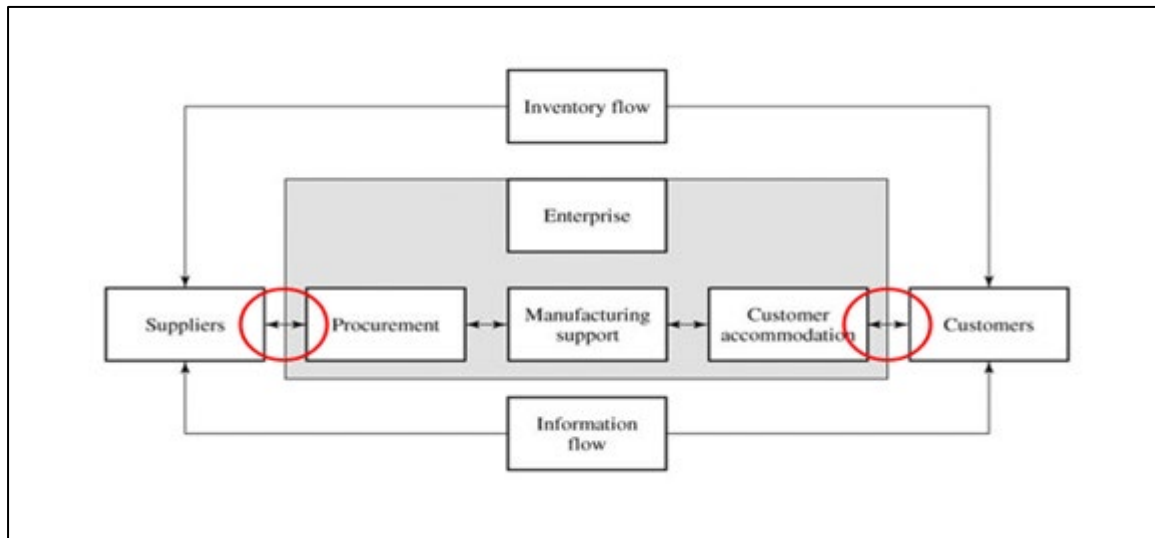 Inventory flow
Enterprise
Suppliers
Procurement
Manufacturing
support
Customer
accommodation
Customers
Information
flow